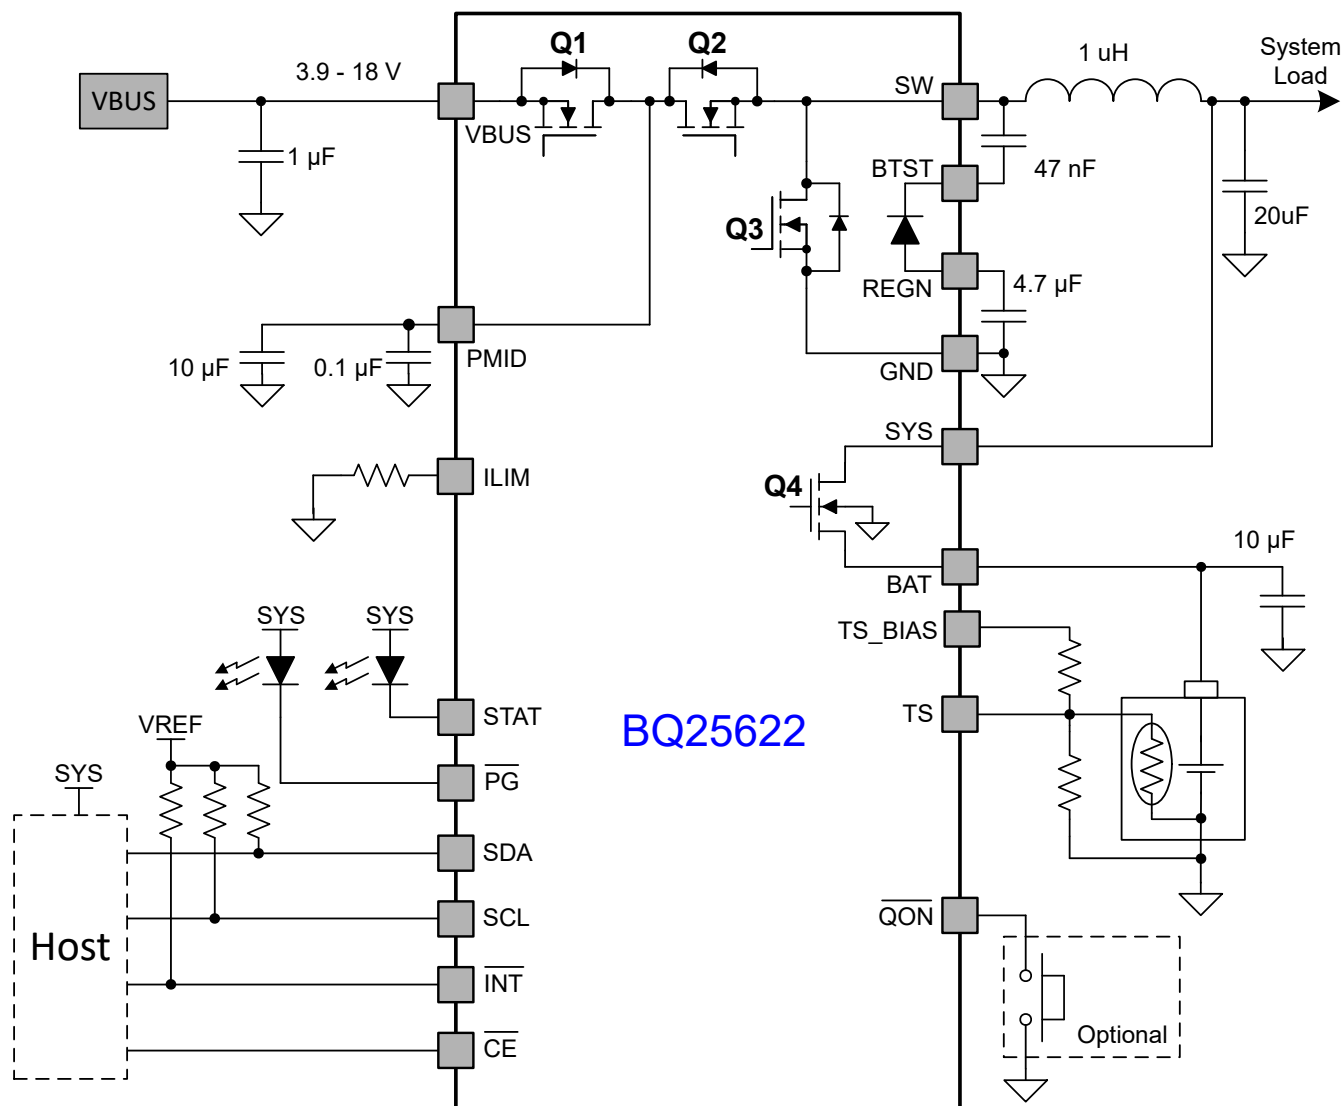 Q1
Q2
3.9 - 18 V
VBUS
VBUS
1 µF
SW
1 uH
System
Load
BTST
47 nF
20uF
Q3
REGN
4.7 µF
GND
10 µF
0.1 µF
PMID
SYS
ILIM
Q4
BAT
10 µF
TS_BIAS
SYS
SYS
STAT
TS
BQ25622
VREF
SYS
PG
SDA
SCL
QON
Host
INT
CE
Optional